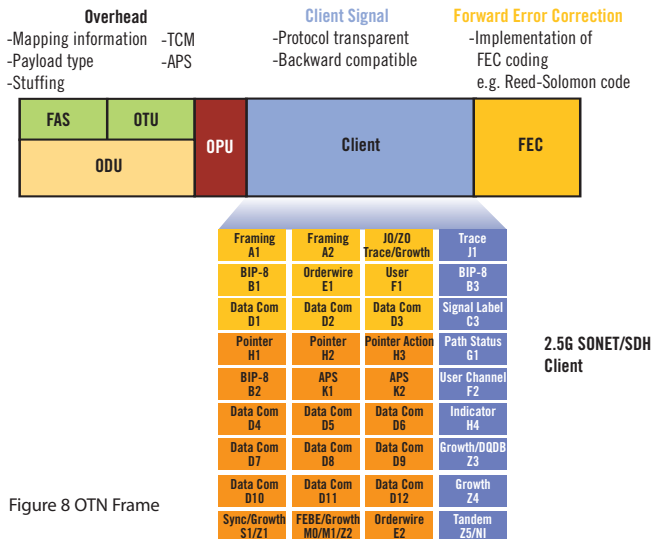 Overhead
-Mapping information -TCM
-Payload type -APS
-Stuffing
Client Signal
-Protocol transparent
-Backward compatible
Forward Error Correction
-Implementation of
FEC coding
e.g. Reed-Solomon code
FAS OTU
ODU
OPU
Client
FEC
Framing Framing JO/ZO Trace
A1 A2 Trace/Growth J1
BIP-8 Orderwire User BIP-8
B1 E1 F1 B3
Data Com Data Com Data Com Signal Label
D1 D2 D3 C3
Pointer Pointer Pointer Action Path Status
H1 H2 H3 G1
BIP-8 APS APS User Channel
B2 K1 K2 F2
Data Com Data Com Data Com Indicator
D4 D5 D6 H4
Data Com Data Com Data Com Growth/DQDB
D7 D8 D9 Z3
Data Com Data Com Data Com Growth
D10 D11 D12 Z4
Sync/Growth FEBE/Growth Orderwire Tandem
S1/Z1 M0/M1/Z2 E2 Z5/NI
2.5G SONET/SDH
Client
Figure 8 OTN Frame